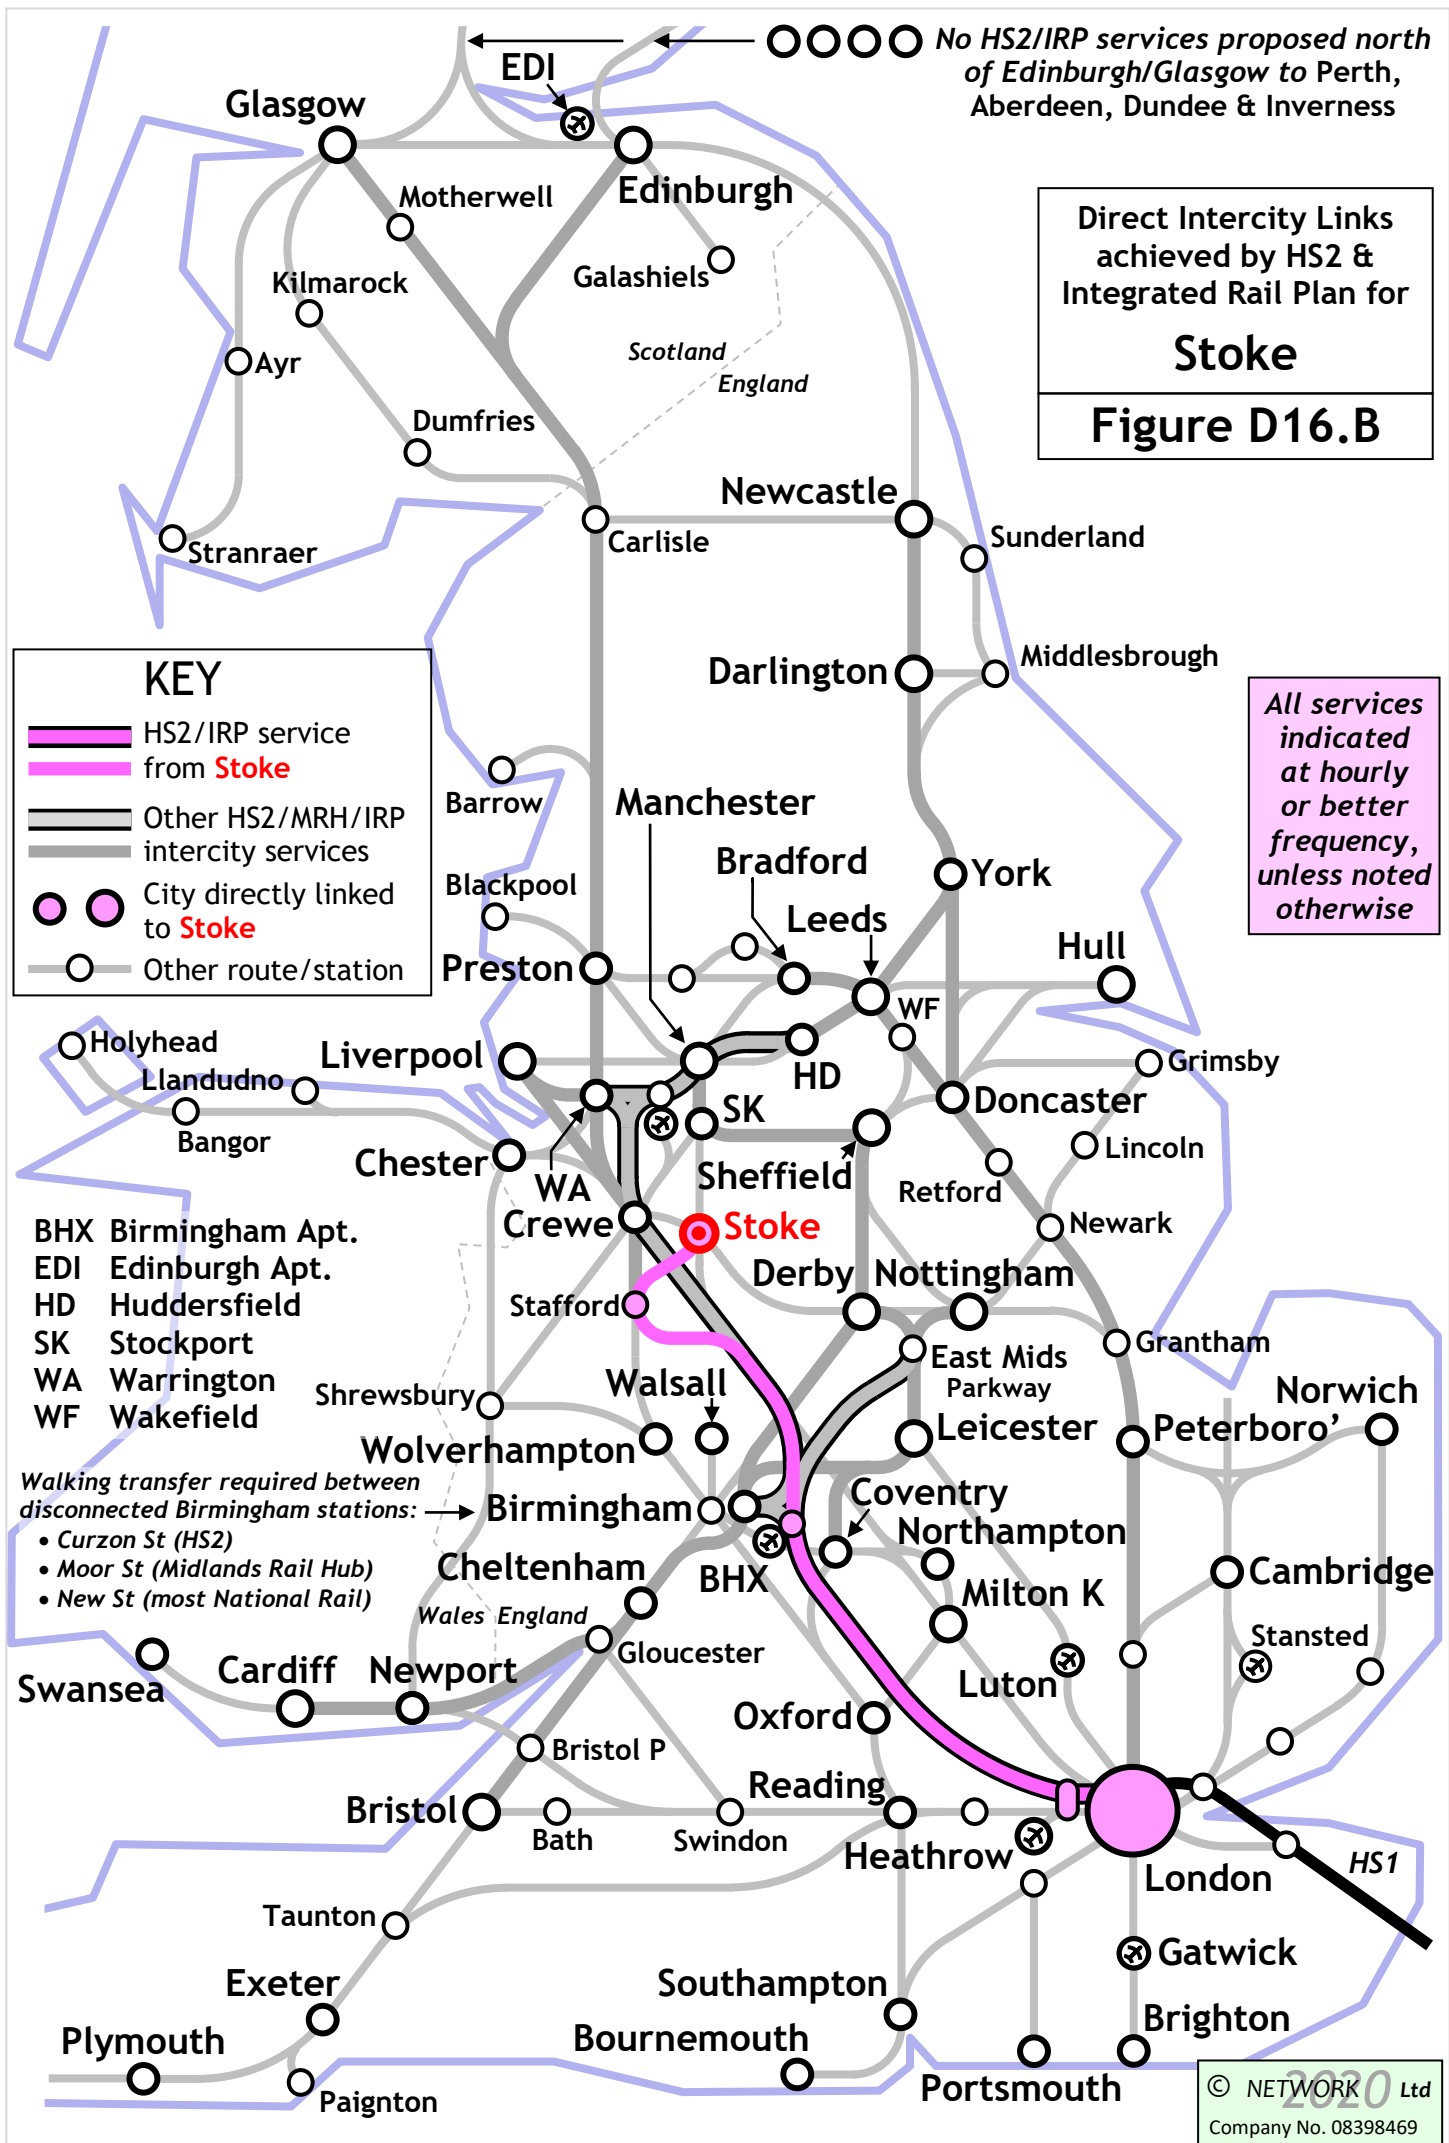 No HS2/IRP services proposed north
of Edinburgh/Glasgow to Perth,
Aberdeen, Dundee & Inverness
EDI
Glasgow
Edinburgh
Motherwell
Galashiels
Kilmarock
Ayr
Scotland
England
Dumfries
Direct Intercity Links
achieved by HS2 &
Integrated Rail Plan for
Stoke
Figure D16.B
Newcastle
Sunderland
Carlisle
Stranraer
Darlington
Middlesbrough
KEY
HS2/IRP service
from Stoke
Other HS2/MRH/IRP
intercity services
City directly linked
to Stoke
Other route/station
All services
indicated
at hourly
or better
frequency,
unless noted
otherwise
Barrow
Manchester
Bradford
York
Blackpool
Leeds
Hull
Preston
WF
Holyhead
Liverpool
Llandudno
HD
Grimsby
SK
Doncaster
Bangor
Chester
Lincoln
WA
Sheffield
Retford
Crewe
Stoke
Newark
BHX Birmingham Apt.
EDI Edinburgh Apt.
HD Huddersfield
SK Stockport
WA Warrington
WF Wakefield
Derby
Nottingham
Stafford
Grantham
East Mids
Parkway
Walsall
Shrewsbury
Norwich
Leicester
Peterboro’
Wolverhampton
Walking transfer required between
disconnected Birmingham stations:
• Curzon St (HS2)
• Moor St (Midlands Rail Hub)
• New St (most National Rail)
Birmingham
Coventry
Northampton
Cheltenham
BHX
Cambridge
Milton K
Wales England
Gloucester
Stansted
Swansea
Cardiff
Newport
Luton
Oxford
Bristol P
Reading
Bristol
Bath
Swindon
Heathrow
London
HS1
Taunton
Gatwick
Exeter
Southampton
Brighton
Plymouth
Bournemouth
Portsmouth
Paignton
© NETWORK 2020 Ltd
Company No. 08398469